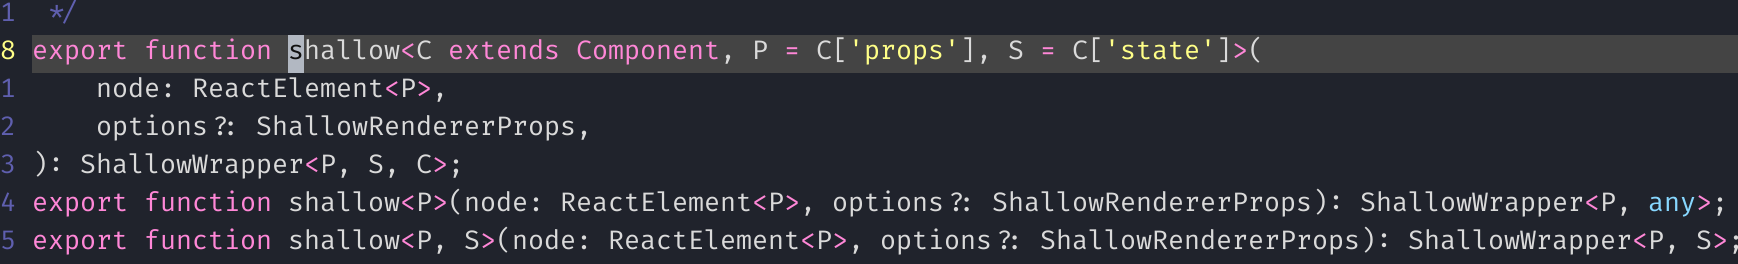 1  */
8 export function shallow<C extends Component, P = C['props'], S = C['state']>(
1     node: ReactElement<P>,
2     options?: ShallowRendererProps,
3 ): ShallowWrapper<P, S, C>;
4 export function shallow<P>(node: ReactElement<P>, options?: ShallowRendererProps): ShallowWrapper<P, any>;
5 export function shallow<P, S>(node: ReactElement<P>, options?: ShallowRendererProps): ShallowWrapper<P, S>;